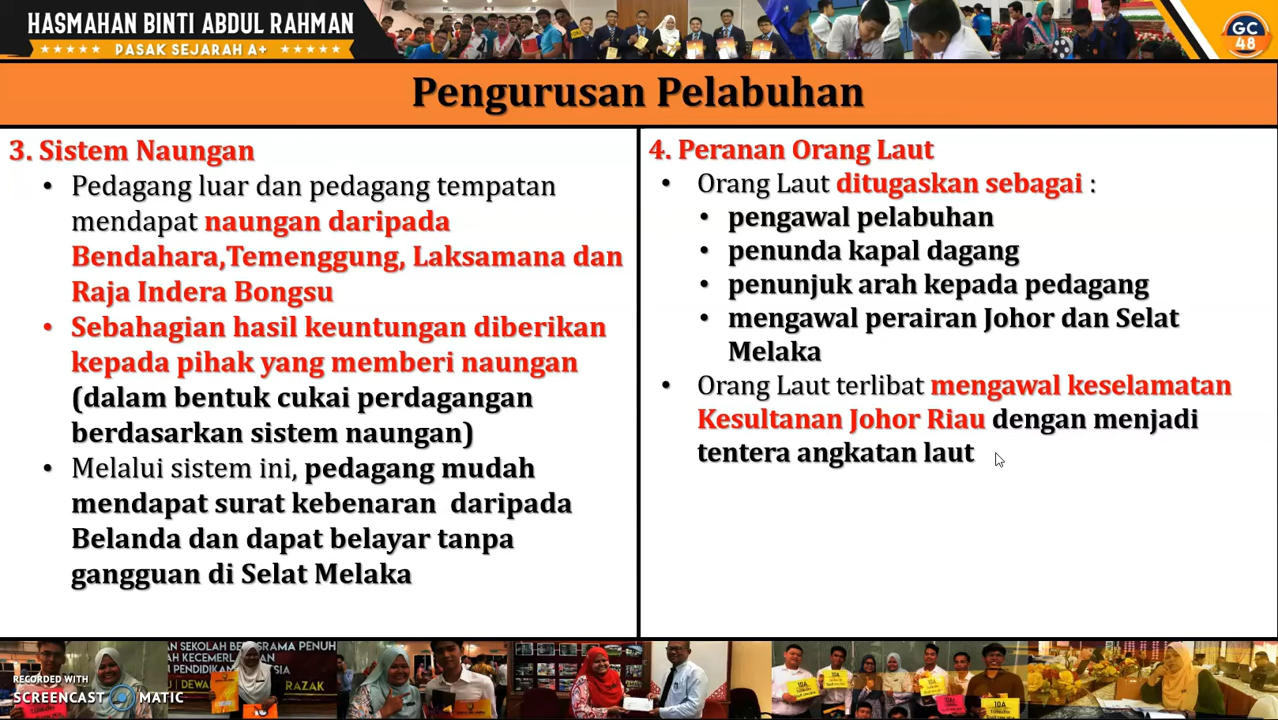 HASMAHAN BINTI ABDUL RAHMAN
PASAK SEJARAH A+
GC
48
Pengurusan Pelabuhan
3. Sistem Naungan
• Pedagang luar dan pedagang tempatan
mendapat naungan daripada
Bendahara,Temenggung, Laksamana dan
Raja Indera Bongsu
• Sebahagian hasil keuntungan diberikan
kepada pihak yang memberi naungan
(dalam bentuk cukai perdagangan
berdasarkan sistem naungan)
• Melalui sistem ini, pedagang mudah
mendapat surat kebenaran daripada
Belanda dan dapat belayar tanpa
gangguan di Selat Melaka
4. Peranan Orang Laut
• Orang Laut ditugaskan sebagai :
• pengawal pelabuhan
• penunda kapal dagang
• penunjuk arah kepada pedagang
• mengawal perairan Johor dan Selat
Melaka
• Orang Laut terlibat mengawal keselamatan
Kesultanan Johor Riau dengan menjadi
tentera angkatan laut
SEKOLAH
PENUH
RAZAK
10A
10A
RECORDED WITH
SCREENCAST MATIC